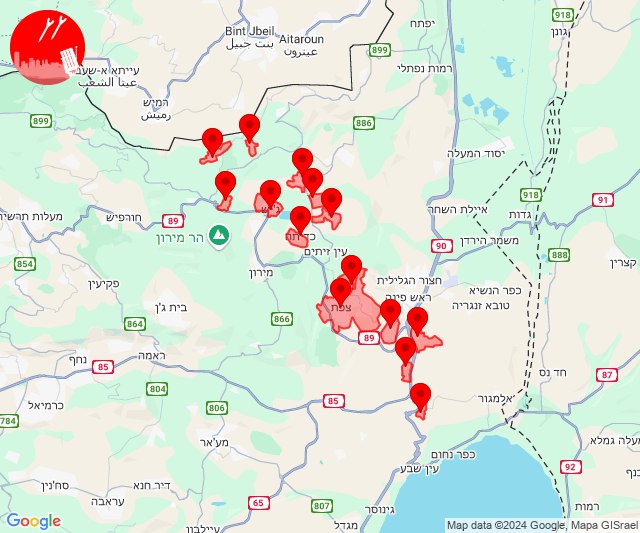 Bint Jbeil
بنت جبيل
Aitaroun
عيترون
יפתח
918
גונן
899
רמות נפתלי
עייתא א-שעב
عيتا الشعب
רמיש
رميش
899
886
יסוד המעלה
918
91
מעלות תרשיחא
חורפיש
89
איילת השחר
גדות
הר מירון
90
משמר הירדן
888
קצרין
854
מירון
עין זיתים
חצור הגלילית
ראש פינה
כפר הנשיא
טובא זנגריה
פקיעין
בית ג'ן
866
צפת
864
89
ראמה
נחף
85
85
חד נס
87
כרמיאל
804
806
אלמגור
784
מע'אר
כפר נחום
עין שבע
מעלה גמלא
92
סח'נין
דיר חנא
עראבה
65
807
גינוסר
מגדל
עיילבון
כנף
רמות
Google
Map data ©2024 Google, Mapa GISrael